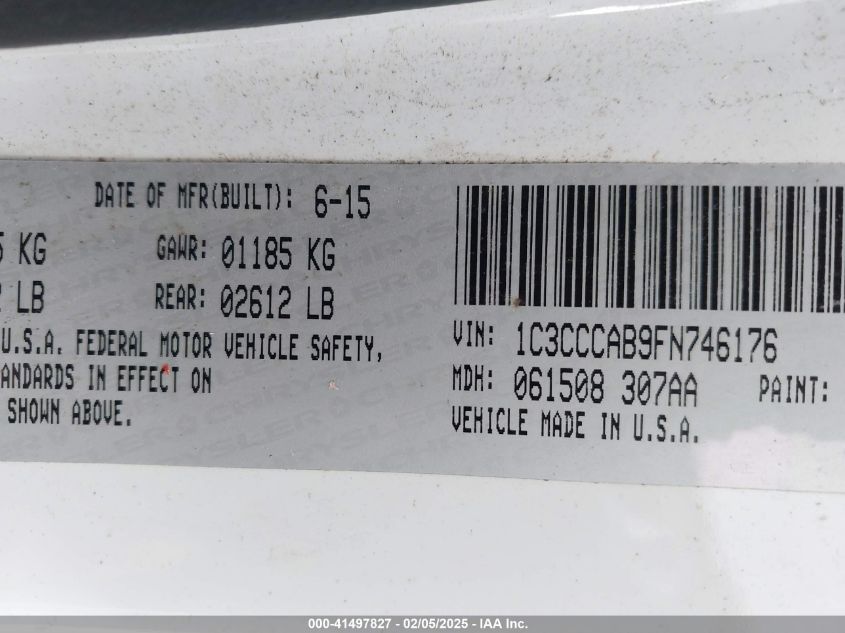 DATE OF MFR(BUILT): 6-15
5 KG GAWR: 01185 KG
LB REAR: 02612 LB
U.S.A. FEDERAL MOTOR VEHICLE SAFETY,
ANDARDS IN EFFECT ON
SHOWN ABOVE.
VIN: 1C3CCCAB9FN746176
MDH: 061508 307AA PAINT:
VEHICLE MADE IN U.S.A.
000-41497827 - 02/05/2025 - IAA Inc.